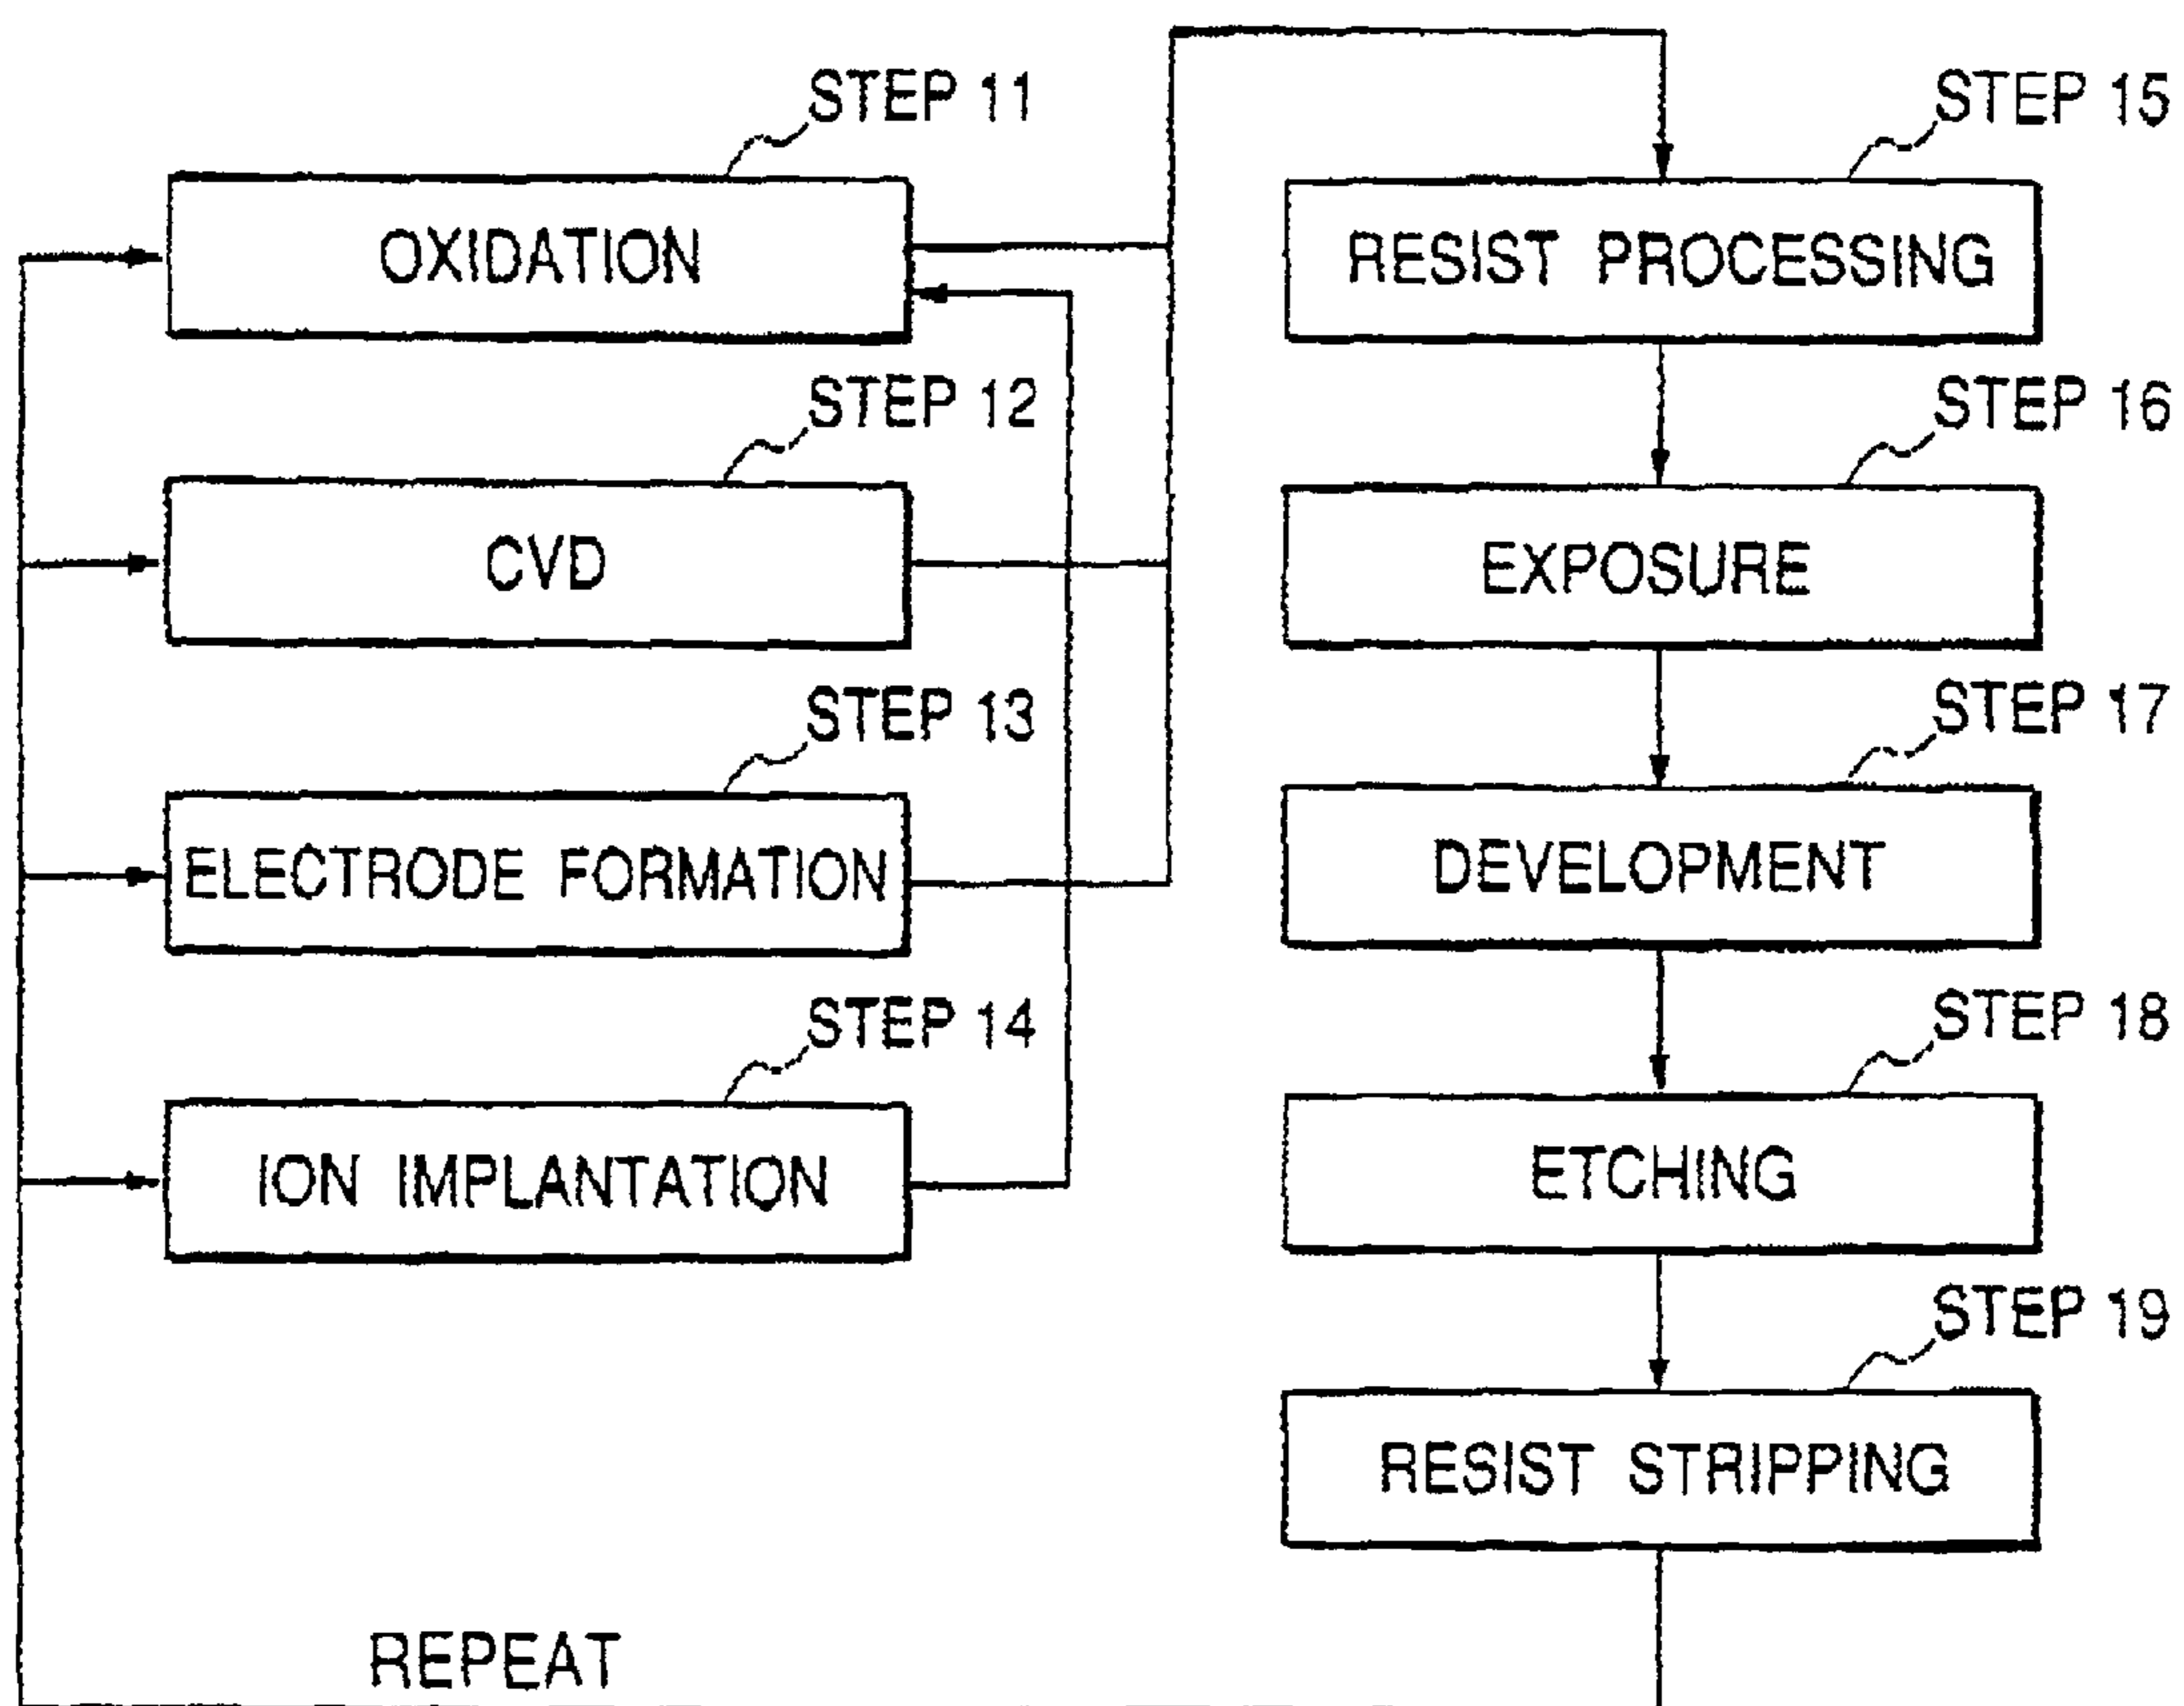 STEP 11
OXIDATION
STEP 12
CVD
STEP 13
ELECTRODE FORMATION
STEP 14
ION IMPLANTATION
REPEAT
STEP 15
RESIST PROCESSING
STEP 16
EXPOSURE
STEP 17
DEVELOPMENT
STEP 18
ETCHING
STEP 19
RESIST STRIPPING